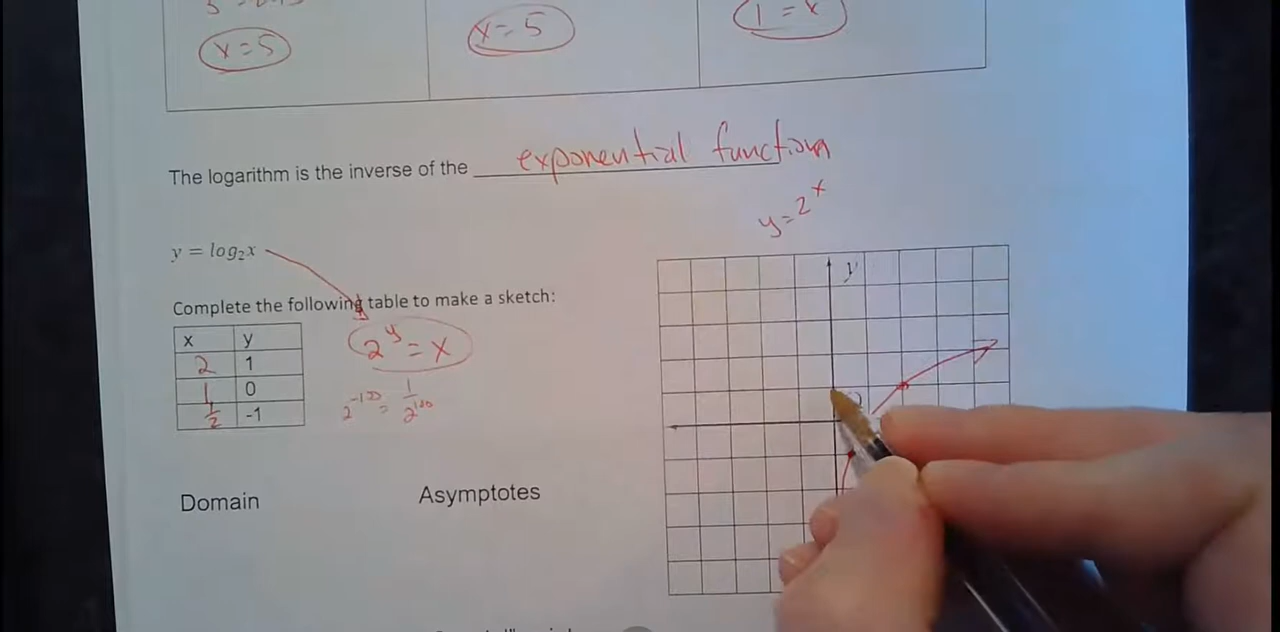 x = 5
x = 5
1 = x
The logarithm is the inverse of the exponential function
y = 2^x
y = log₂x
y
Complete the following table to make a sketch:
x y
2 1
1 0
1/2 -1
2^y = x
2^-100 = 1/2^100
Domain
Asymptotes